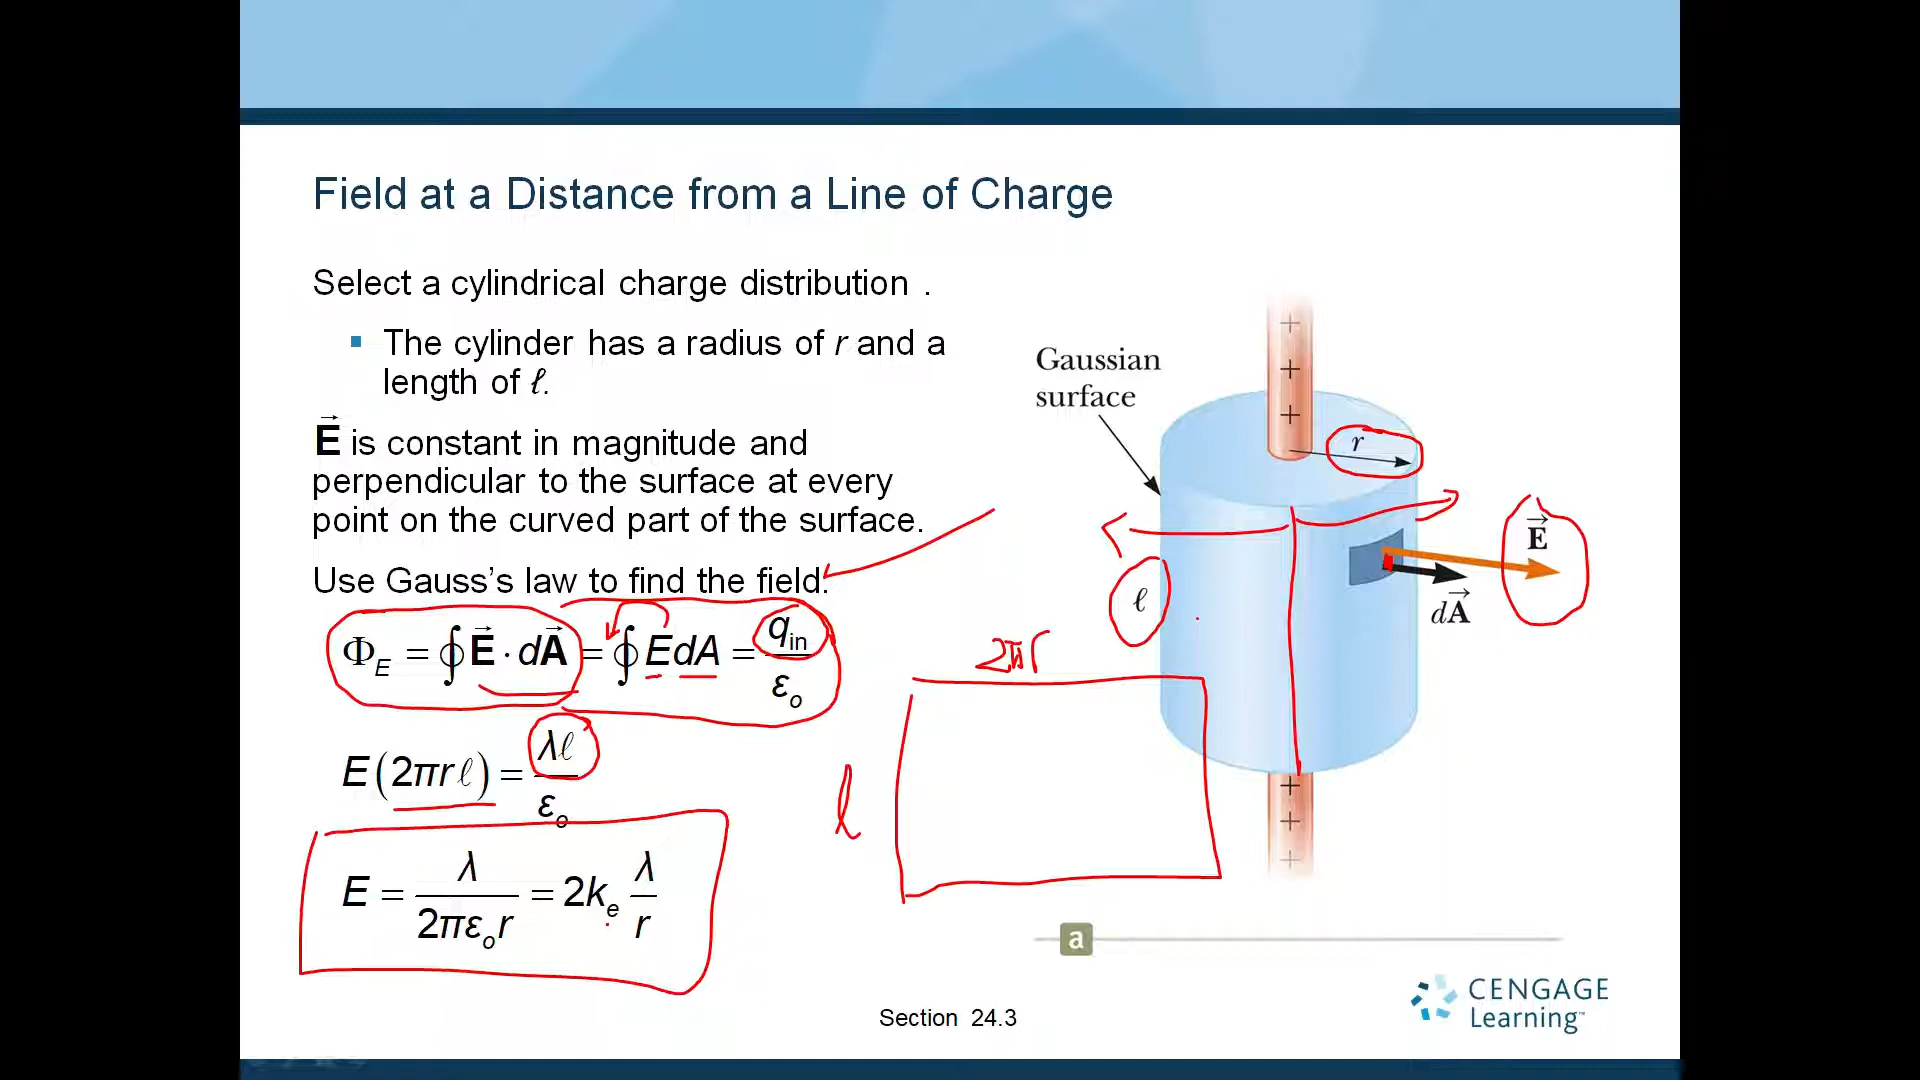 Field at a Distance from a Line of Charge
Select a cylindrical charge distribution .
▪ The cylinder has a radius of r and a
length of ℓ.
E⃗ is constant in magnitude and
perpendicular to the surface at every
point on the curved part of the surface.
Use Gauss’s law to find the field.
Φ_E = ∮ E⃗ · dA⃗ = ∮ EdA = q_in / ε_o
E(2πrℓ) = λℓ / ε_o
E = λ / 2πε_o r = 2k_e λ / r
Gaussian
surface
+
+
+
r
E⃗
dA⃗
ℓ
2πr
l
+
+
+
a
CENGAGE
Learning™
Section 24.3